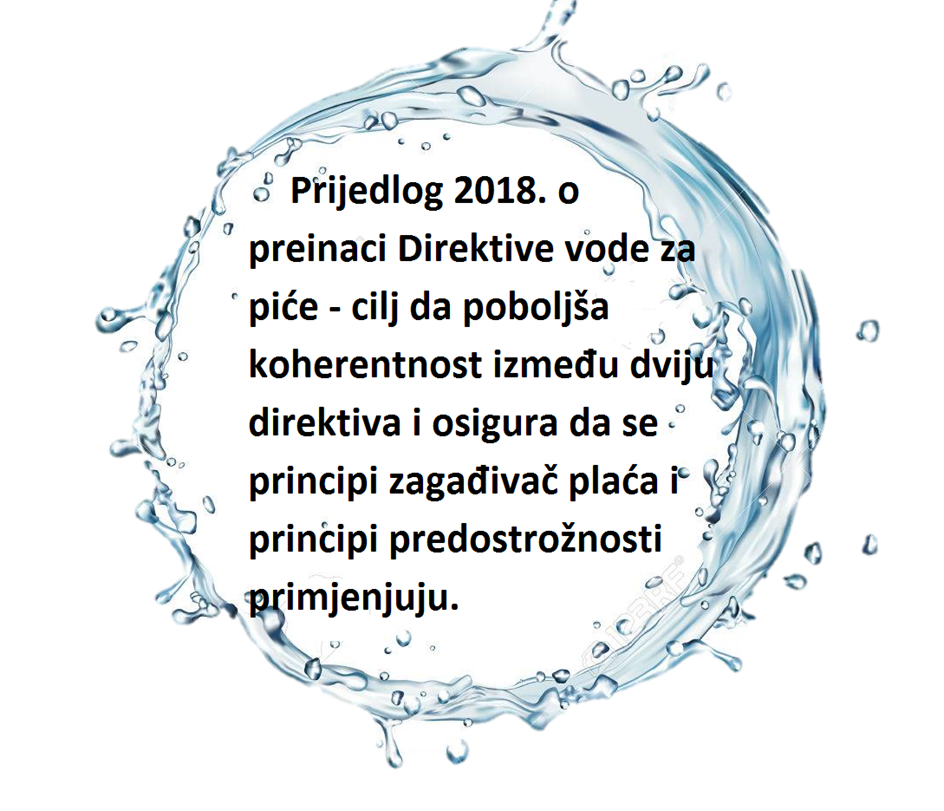 Prijedlog 2018. o
preinaci Direktive vode za
piće - cilj da poboljša
koherentnost između dviju
direktiva i osigura da se
principi zagađivač plaća i
principi predostrožnosti
primjenjuju.